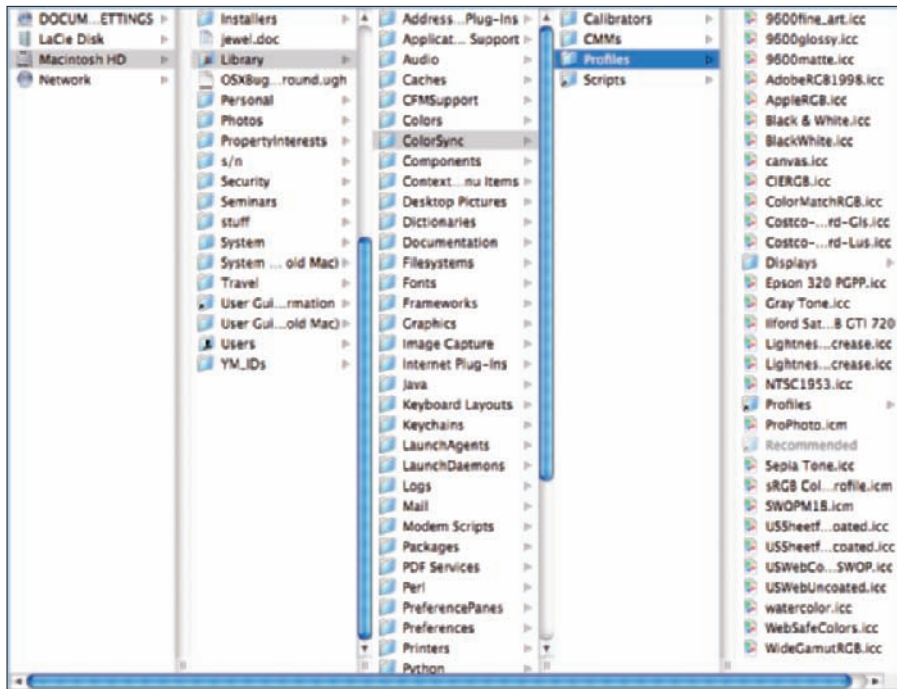 DOCUM...ETTINGS
LaCie Disk
Macintosh HD
Network
Installers
jewel.doc
Library
OSXBug...round.ugh
Personal
Photos
PropertyInterests
s/n
Security
Seminars
stuff
System
System ... old Mac)
Travel
User Gui...rmation
User Gui...old Mac)
Users
YM_IDs
Address...Plug-Ins
Applicat... Support
Audio
Caches
CFMSupport
Colors
ColorSync
Components
Context...nu Items
Desktop Pictures
Dictionaries
Documentation
Filesystems
Fonts
Frameworks
Graphics
Image Capture
Internet Plug-Ins
Java
Keyboard Layouts
Keychains
LaunchAgents
LaunchDaemons
Logs
Mail
Modem Scripts
Packages
PDF Services
Perl
PreferencePanes
Preferences
Printers
Python
Calibrators
CMMs
Profiles
Scripts
9600fine_art.icc
9600glossy.icc
9600matte.icc
AdobeRGB1998.icc
AppleRGB.icc
Black & White.icc
BlackWhite.icc
canvas.icc
CIERGB.icc
ColorMatchRGB.icc
Costco-...rd-Gls.icc
Costco-...rd-Lus.icc
Displays
Epson 320 PGPP.icc
Gray Tone.icc
Ilford Sat...B GTI 720
Lightnes...crease.icc
Lightnes...crease.icc
NTSC1953.icc
Profiles
ProPhoto.icm
Recommended
Sepia Tone.icc
sRGB Col...rofile.icm
SWOPM1B.icm
USSheetf...oated.icc
USSheetf...coated.icc
USWebCo...SWOP.icc
USWebUncoated.icc
watercolor.icc
WebSafeColors.icc
WideGamutRGB.icc